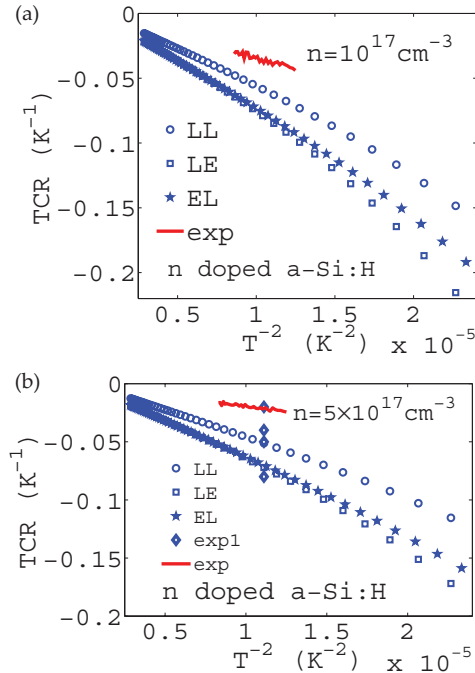 (a)
0
n=10¹⁷cm⁻³
−0.05
LL
−0.1
LE
EL
−0.15
exp
−0.2
n doped a-Si:H
TCR (K⁻¹)
0.5 1 1.5 2
T⁻² (K⁻²) x 10⁻⁵
(b)
0
n=5×10¹⁷cm⁻³
−0.05
LL
−0.1
LE
EL
exp1
−0.15
exp
n doped a-Si:H
−0.2
TCR (K⁻¹)
0.5 1 1.5 2
T⁻² (K⁻²) x 10⁻⁵